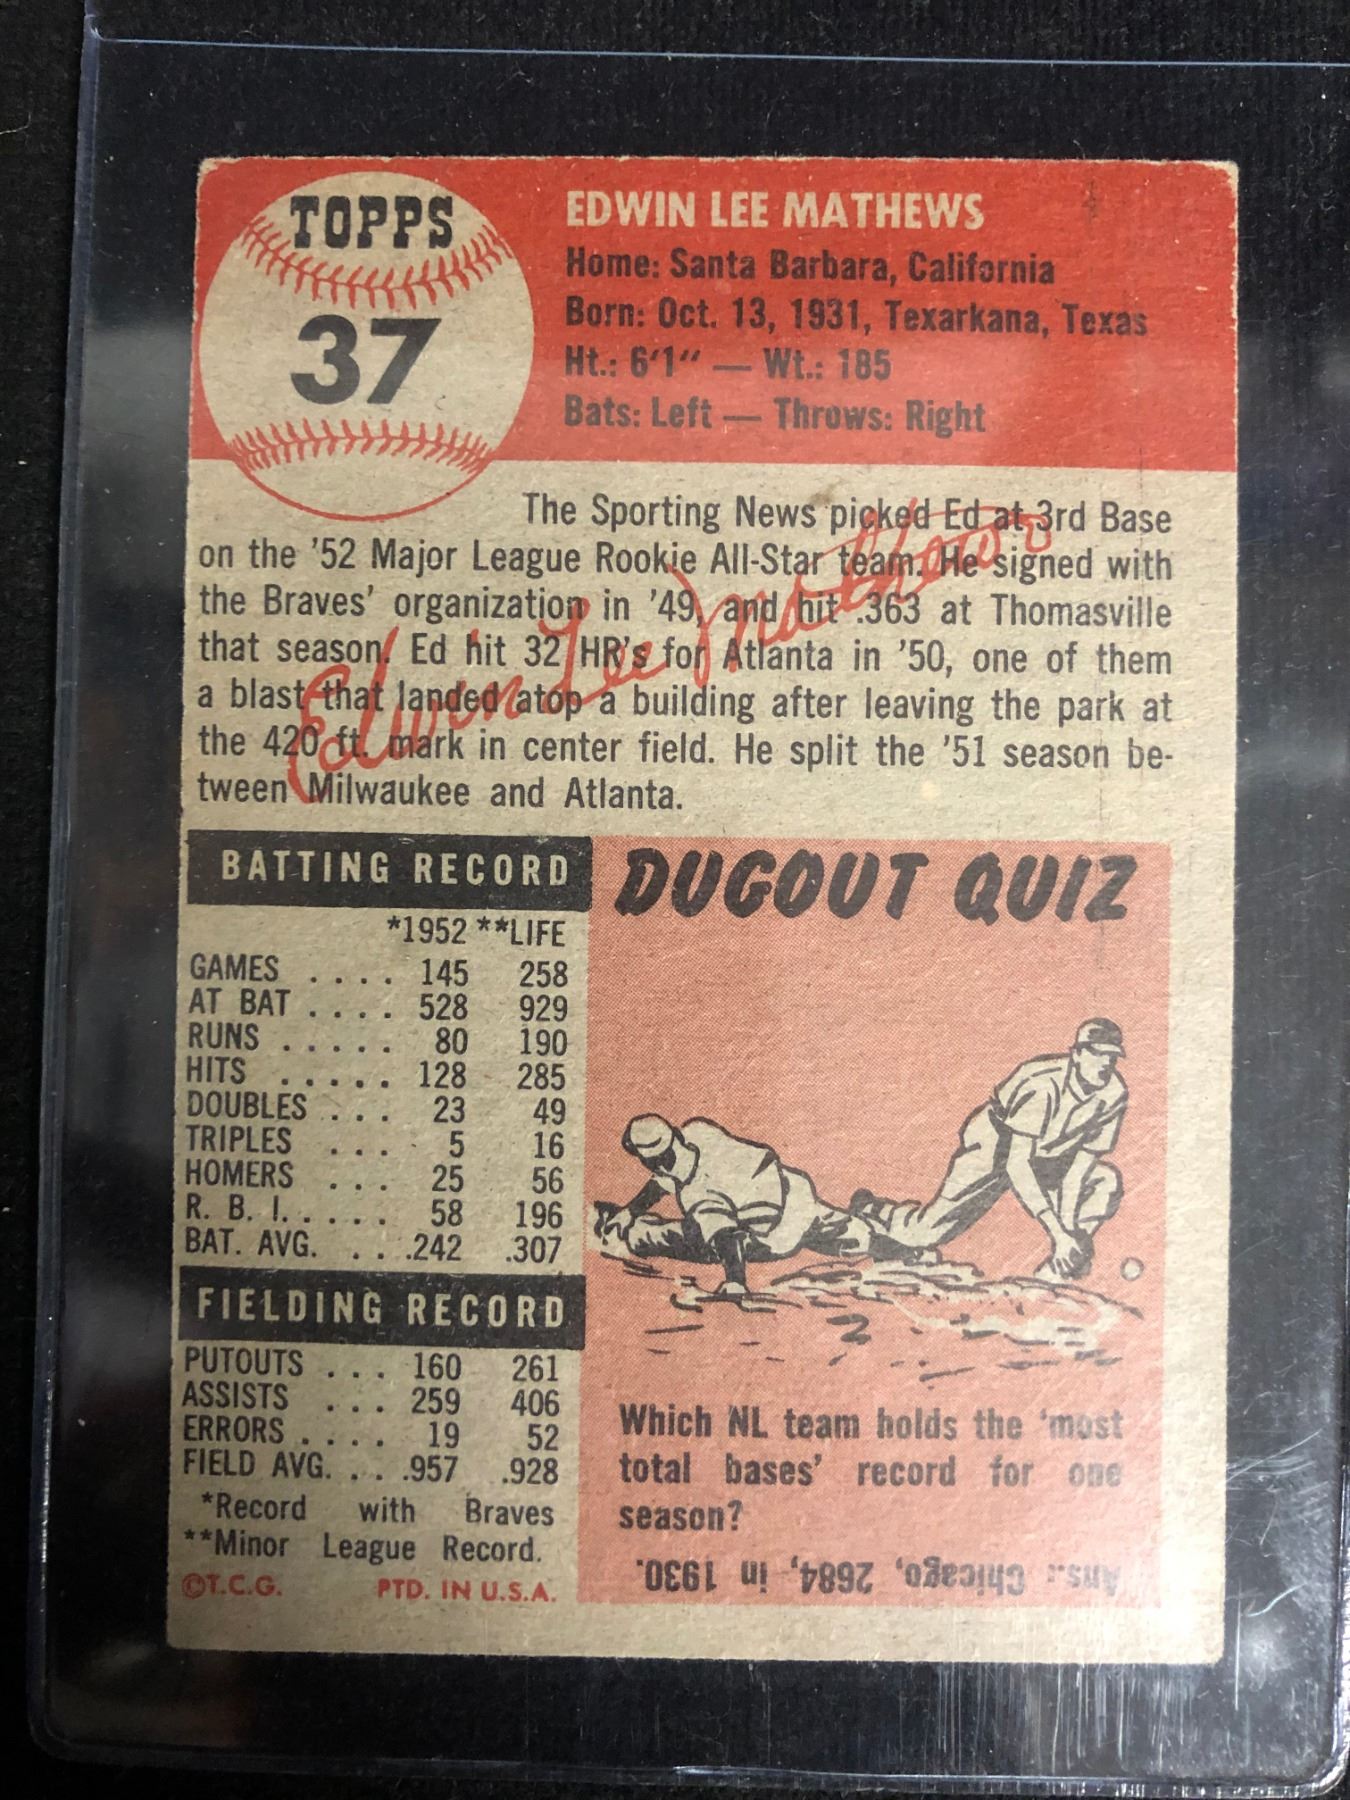 TOPPS
37
EDWIN LEE MATHEWS
Home: Santa Barbara, California
Born: Oct. 13, 1931, Texarkana, Texas
Ht.: 6'1" — Wt.: 185
Bats: Left — Throws: Right
The Sporting News picked Ed at 3rd Base
on the '52 Major League Rookie All-Star team. He signed with
the Braves' organization in '49, and hit .363 at Thomasville
that season. Ed hit 32 HR's for Atlanta in '50, one of them
a blast that landed atop a building after leaving the park at
the 420 ft. mark in center field. He split the '51 season be-
tween Milwaukee and Atlanta.
Edwin Lee Mathews
BATTING RECORD
*1952 **LIFE
GAMES . . . . 145 258
AT BAT . . . . 528 929
RUNS . . . . . 80 190
HITS . . . . . 128 285
DOUBLES . . . 23 49
TRIPLES . . . 5 16
HOMERS . . . 25 56
R. B. I. . . . . 58 196
BAT. AVG. . . .242 .307
FIELDING RECORD
PUTOUTS . . . 160 261
ASSISTS . . . 259 406
ERRORS . . . . 19 52
FIELD AVG. . . .957 .928
*Record with Braves
**Minor League Record.
©T.C.G. PTD. IN U.S.A.
DUGOUT QUIZ
Which NL team holds the 'most
total bases' record for one
season?
Ans.: Chicago, 2684, in 1930.